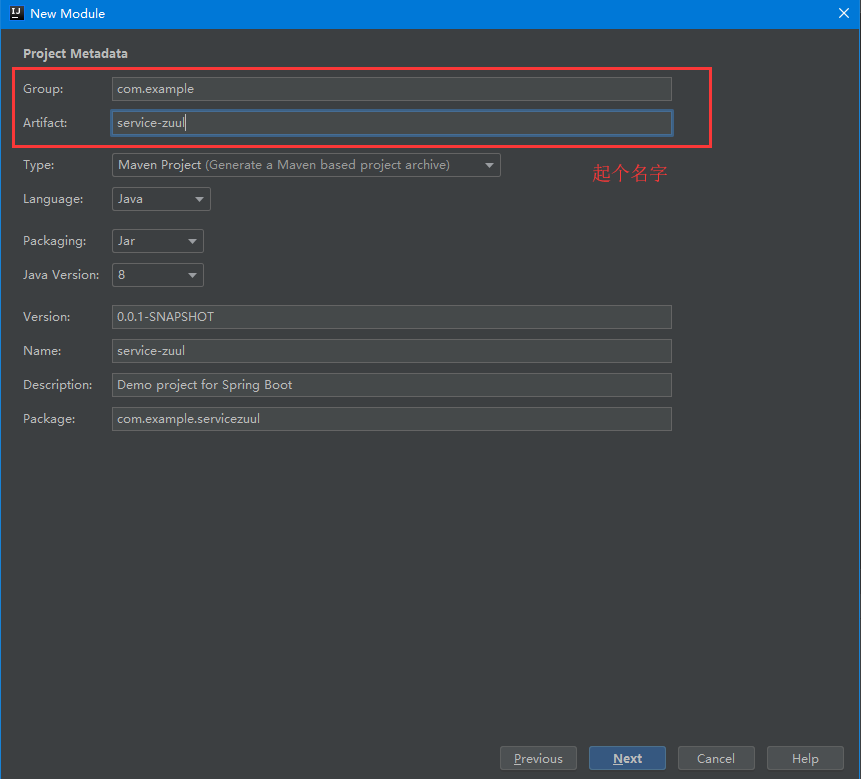 New Module
Project Metadata
Group: com.example
Artifact: service-zuul
Type: Maven Project (Generate a Maven based project archive)
起个名字
Language: Java
Packaging: Jar
Java Version: 8
Version: 0.0.1-SNAPSHOT
Name: service-zuul
Description: Demo project for Spring Boot
Package: com.example.servicezuul
Previous Next Cancel Help